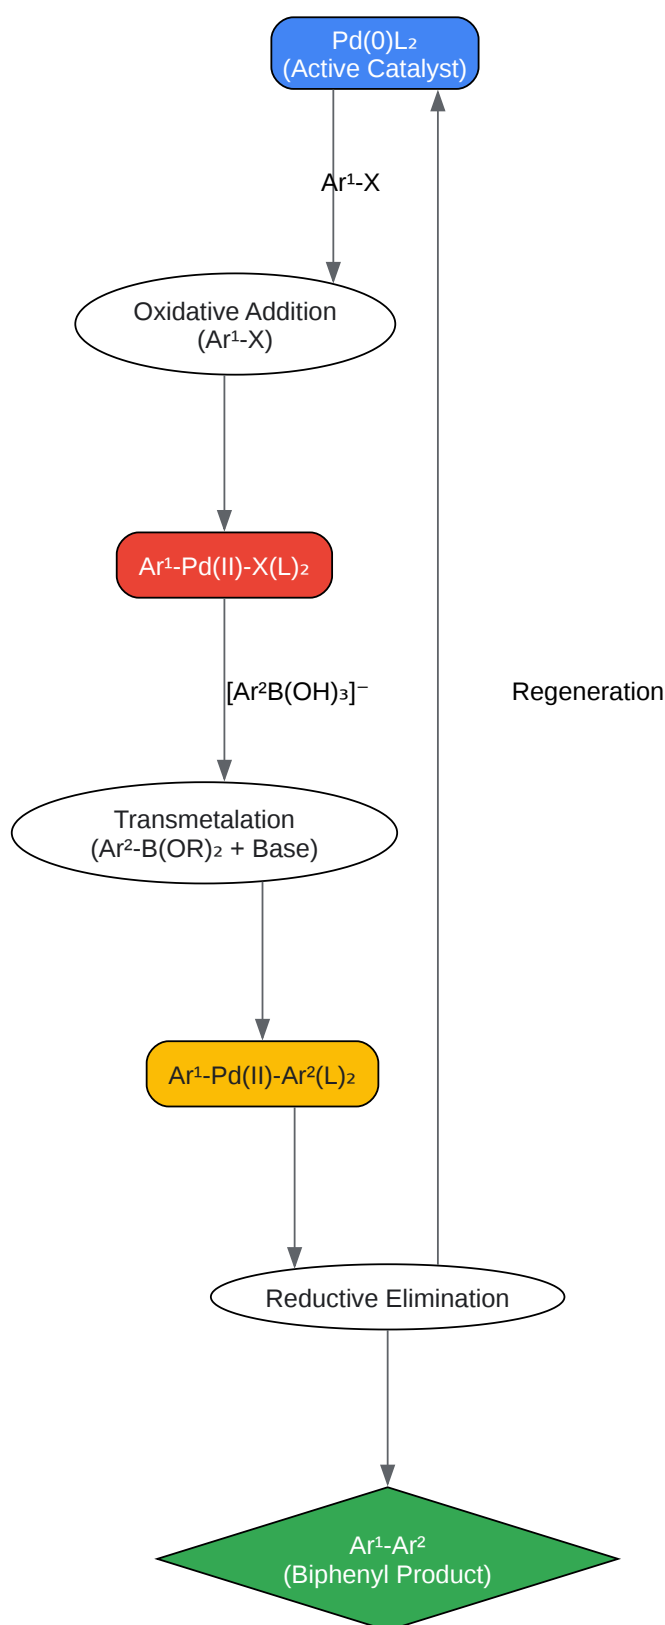 Pd(0)L₂
(Active Catalyst)
Ar¹-X
Oxidative Addition
(Ar¹-X)
Ar¹-Pd(II)-X(L)₂
[Ar²B(OH)₃]⁻
Regeneration
Transmetalation
(Ar²-B(OR)₂ + Base)
Ar¹-Pd(II)-Ar²(L)₂
Reductive Elimination
Ar¹-Ar²
(Biphenyl Product)